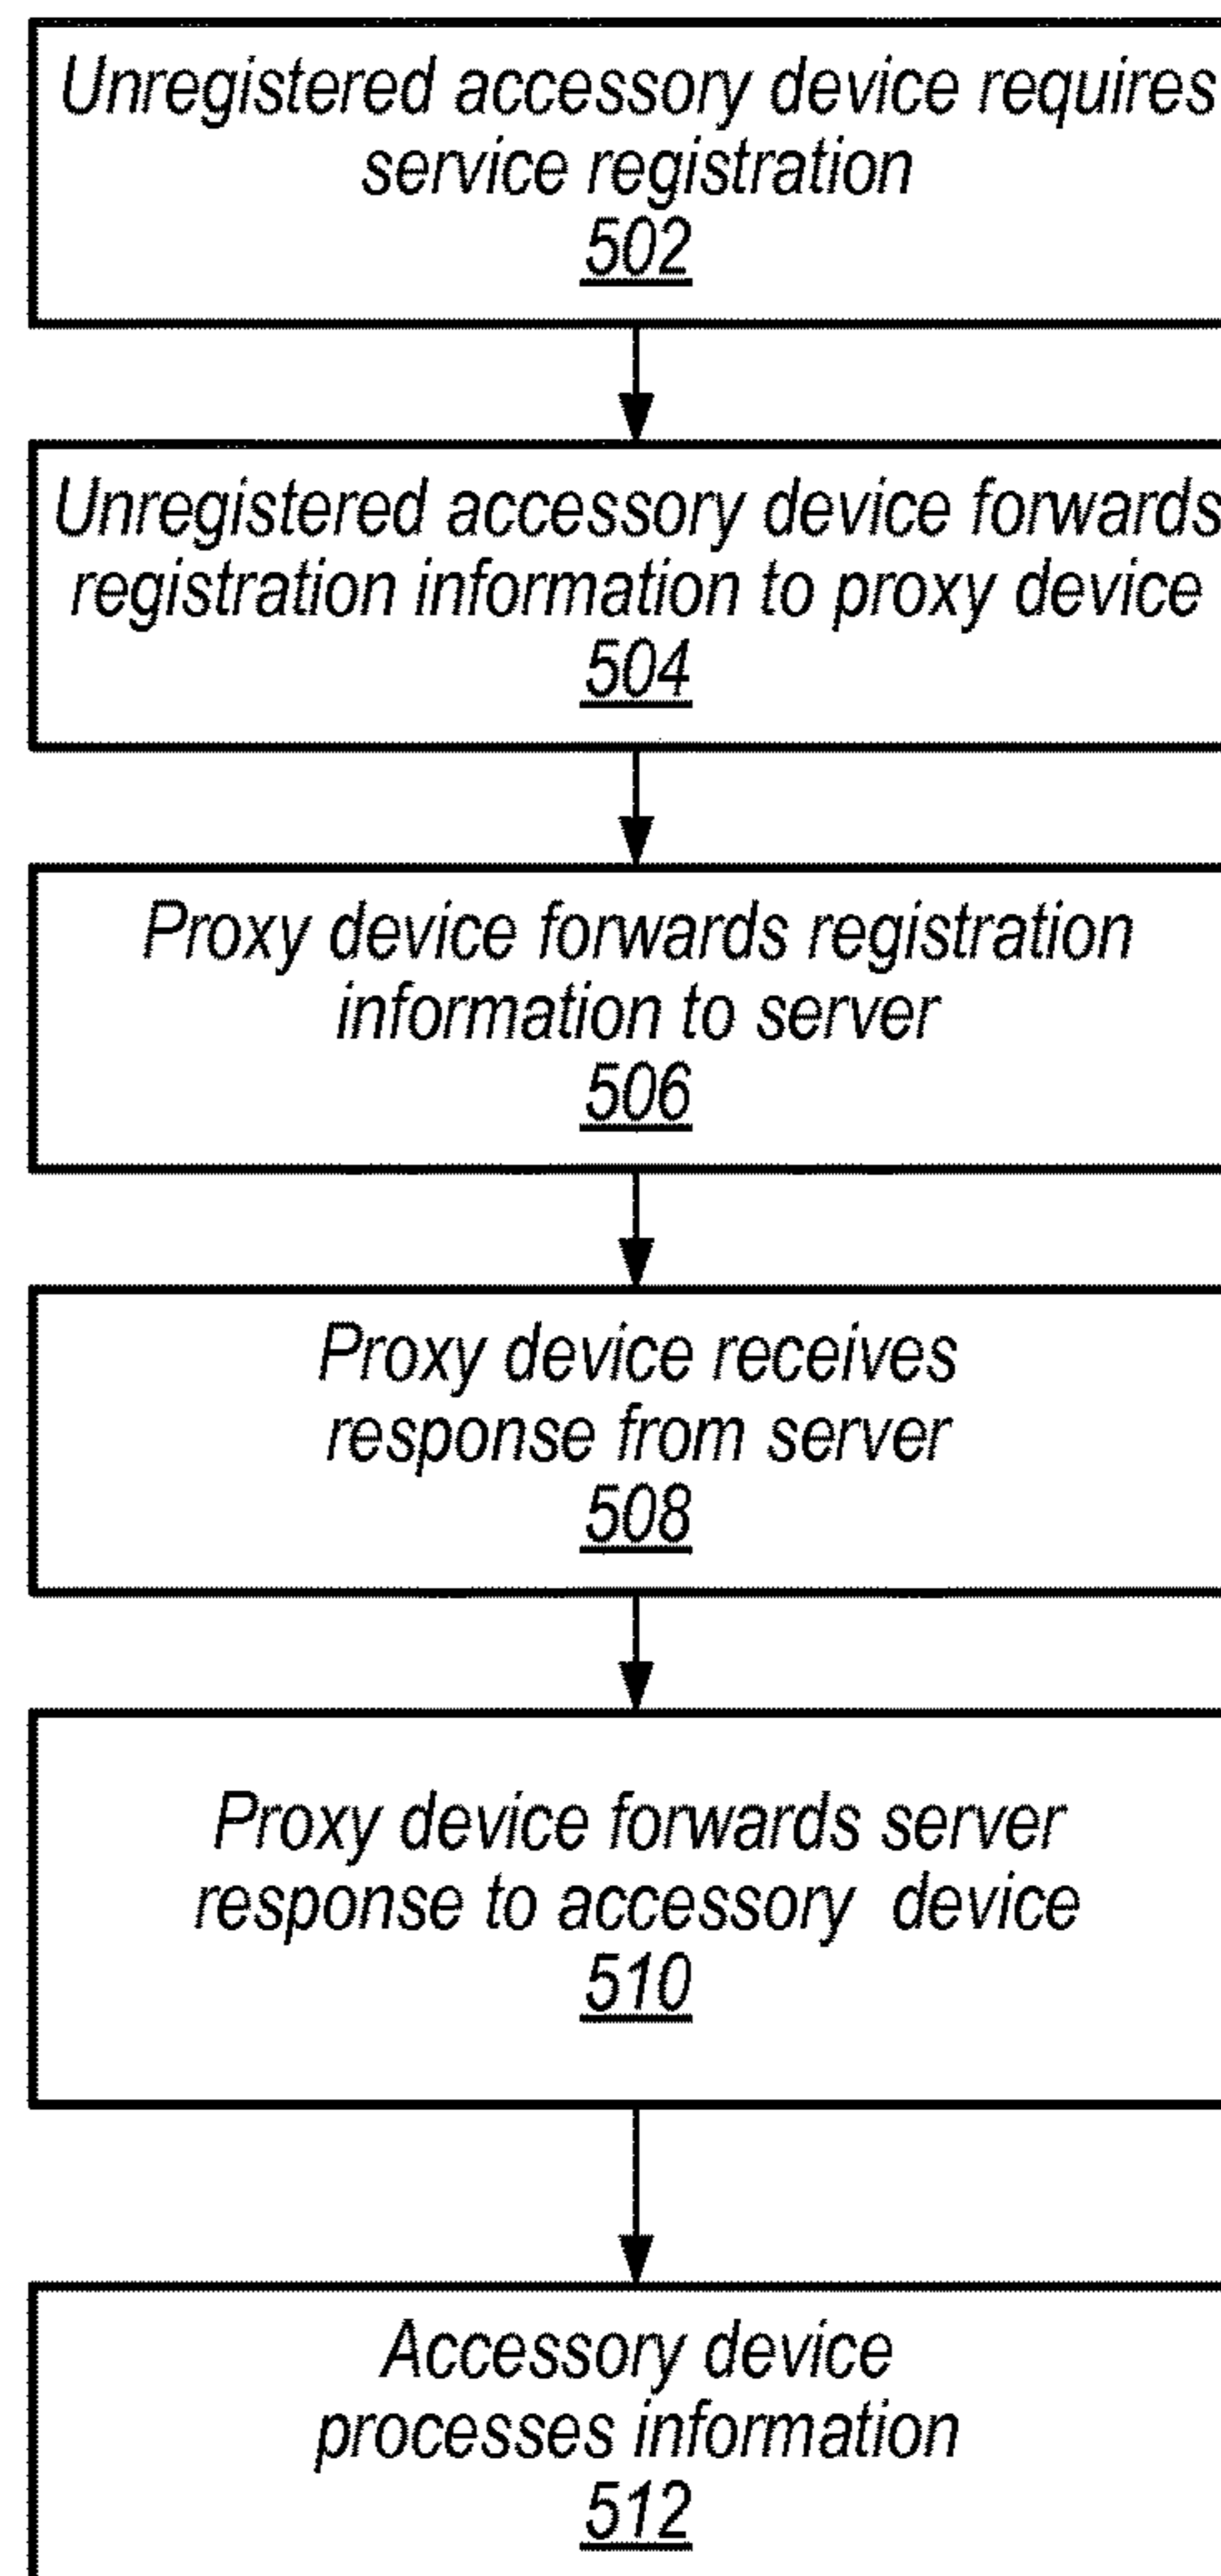 Unregistered accessory device requires
service registration
502
Unregistered accessory device forwards
registration information to proxy device
504
Proxy device forwards registration
information to server
506
Proxy device receives
response from server
508
Proxy device forwards server
response to accessory device
510
Accessory device
processes information
512